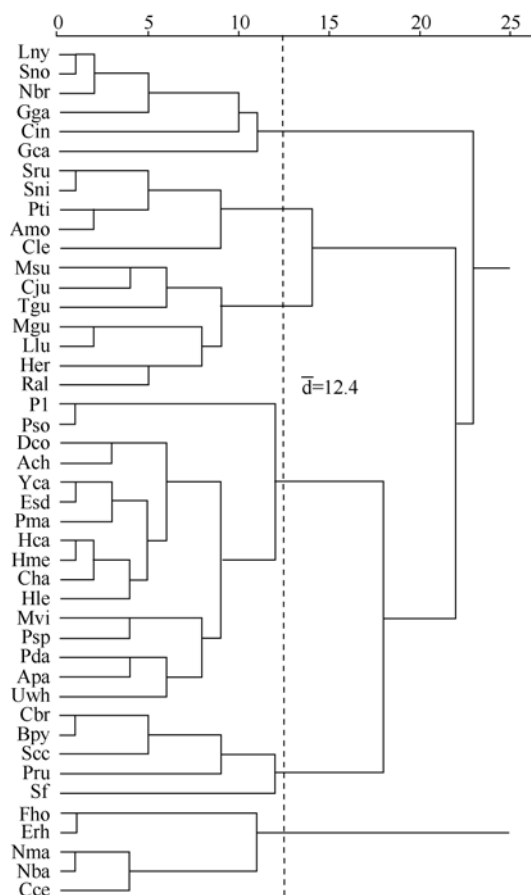 0 5 10 15 20 25
Lny
Sno
Nbr
Gga
Cin
Gca
Sru
Sni
Pti
Amo
Cle
Msu
Cju
Tgu
Mgu
Llu
Her
Ral
d̅=12.4
P1
Pso
Dco
Ach
Yca
Esd
Pma
Hca
Hme
Cha
Hle
Mvi
Psp
Pda
Apa
Uwh
Cbr
Bpy
Scc
Pru
Sf
Fho
Erh
Nma
Nba
Cce